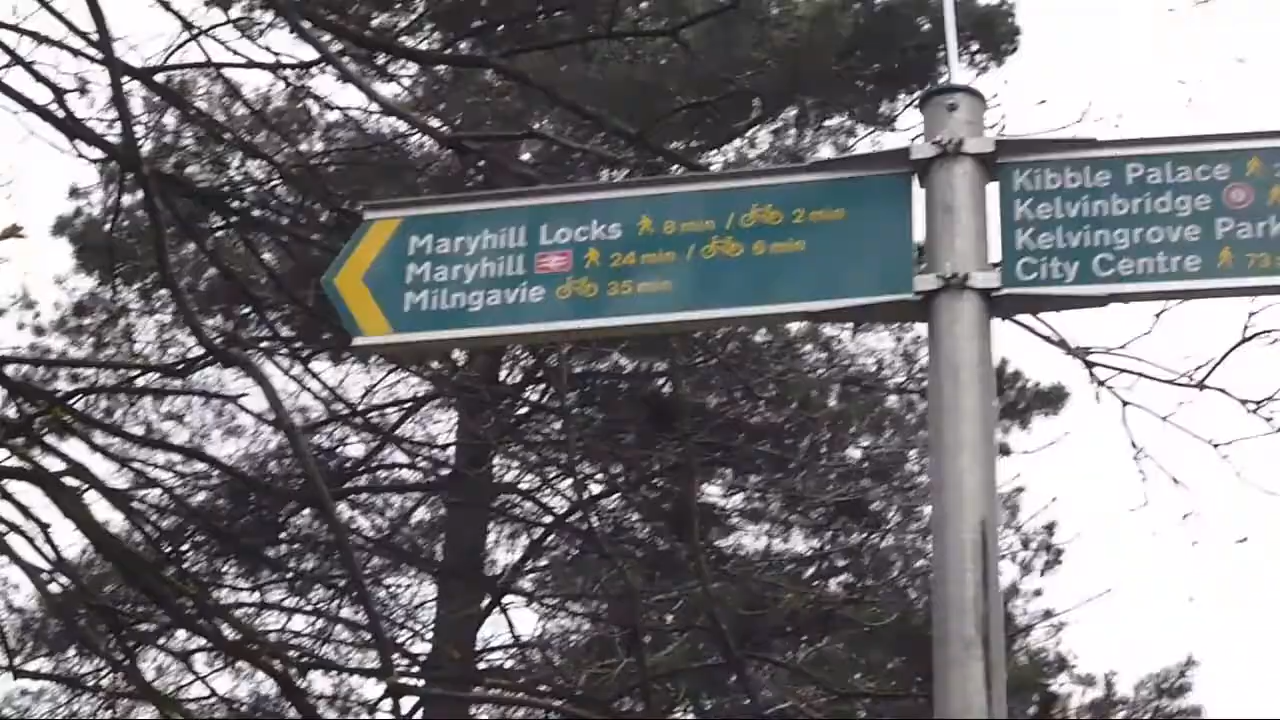 Maryhill Locks 8 min / 2 min
Maryhill 24 min / 6 min
Milngavie 35 min
Kibble Palace
Kelvinbridge
Kelvingrove Park
City Centre 73